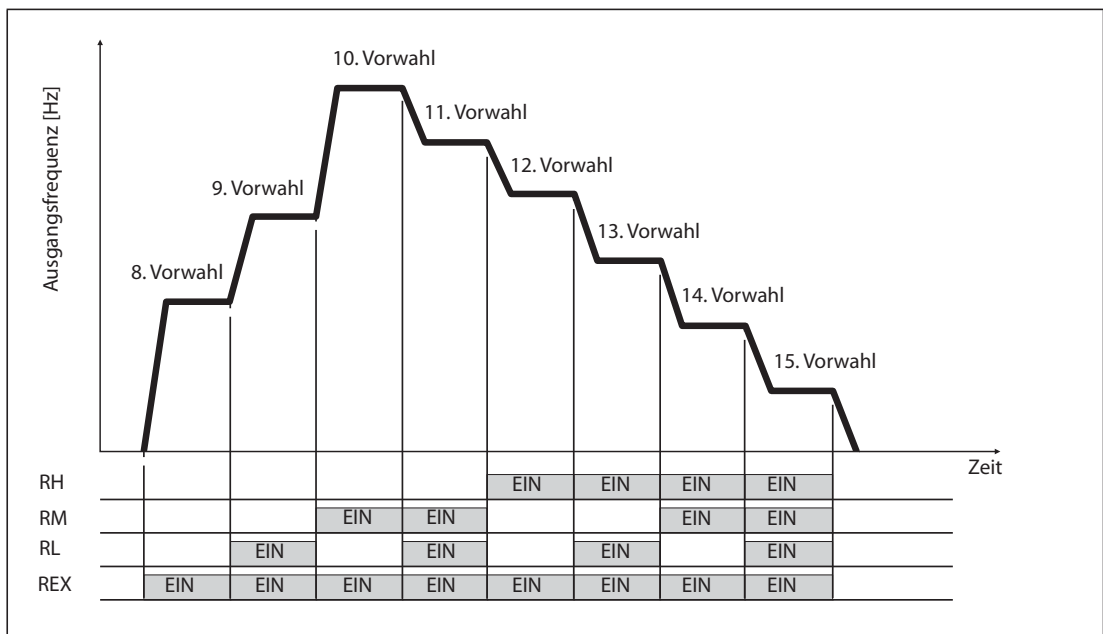 Ausgangsfrequenz [Hz]
10. Vorwahl
11. Vorwahl
12. Vorwahl
9. Vorwahl
13. Vorwahl
8. Vorwahl
14. Vorwahl
15. Vorwahl
Zeit
RH EIN EIN EIN EIN
RM EIN EIN EIN EIN
RL EIN EIN EIN EIN
REX EIN EIN EIN EIN EIN EIN EIN EIN